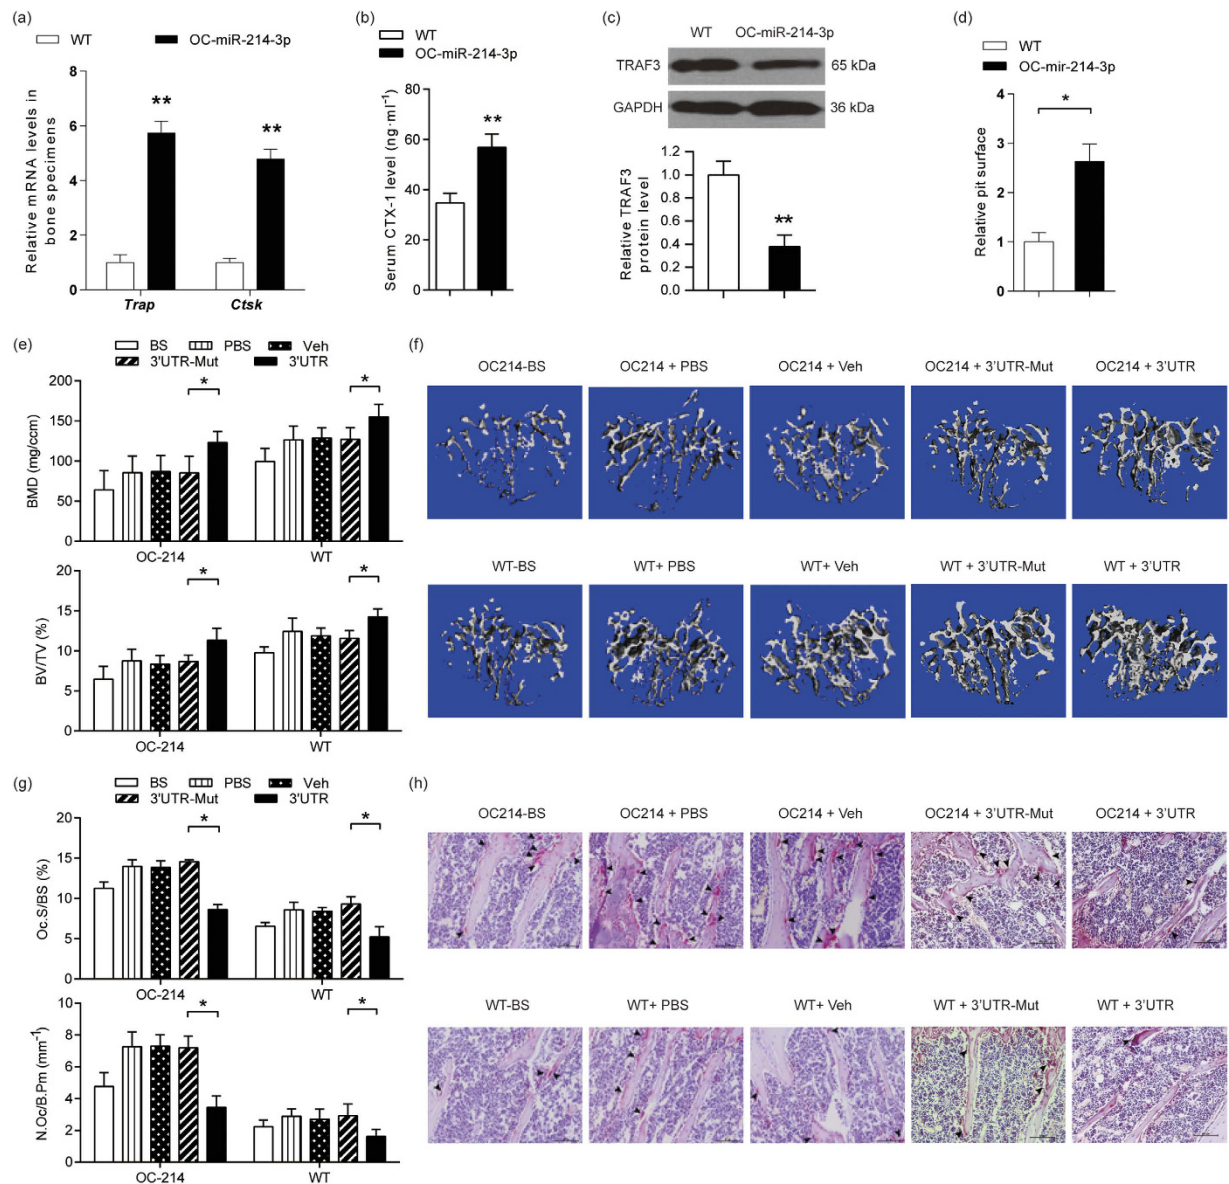 (a)
WT
OC-miR-214-3p
Relative mRNA levels in
bone specimens
8
6
4
2
0
**
**
Trap
Ctsk
(b)
WT
OC-miR-214-3p
Serum CTX-1 level (ng·ml⁻¹)
80
60
40
20
0
**
(c)
WT
OC-miR-214-3p
TRAF3
65 kDa
GAPDH
36 kDa
Relative TRAF3
protein level
1.2
1.0
0.8
0.6
0.4
0.2
0.0
**
(d)
WT
OC-mir-214-3p
Relative pit surface
4
3
2
1
0
*
(e)
BS
PBS
Veh
3'UTR-Mut
3'UTR
BMD (mg/ccm)
200
150
100
50
0
*
*
OC-214
WT
BV/TV (%)
20
15
10
5
0
*
*
OC-214
WT
(f)
OC214-BS
OC214 + PBS
OC214 + Veh
OC214 + 3'UTR-Mut
OC214 + 3'UTR
WT-BS
WT+ PBS
WT+ Veh
WT + 3'UTR-Mut
WT + 3'UTR
(g)
BS
PBS
Veh
3'UTR-Mut
3'UTR
Oc.S/BS (%)
20
15
10
5
0
*
*
OC-214
WT
N.Oc/B.Pm (mm⁻¹)
10
8
6
4
2
0
*
*
OC-214
WT
(h)
OC214-BS
OC214 + PBS
OC214 + Veh
OC214 + 3'UTR-Mut
OC214 + 3'UTR
WT-BS
WT+ PBS
WT+ Veh
WT + 3'UTR-Mut
WT + 3'UTR